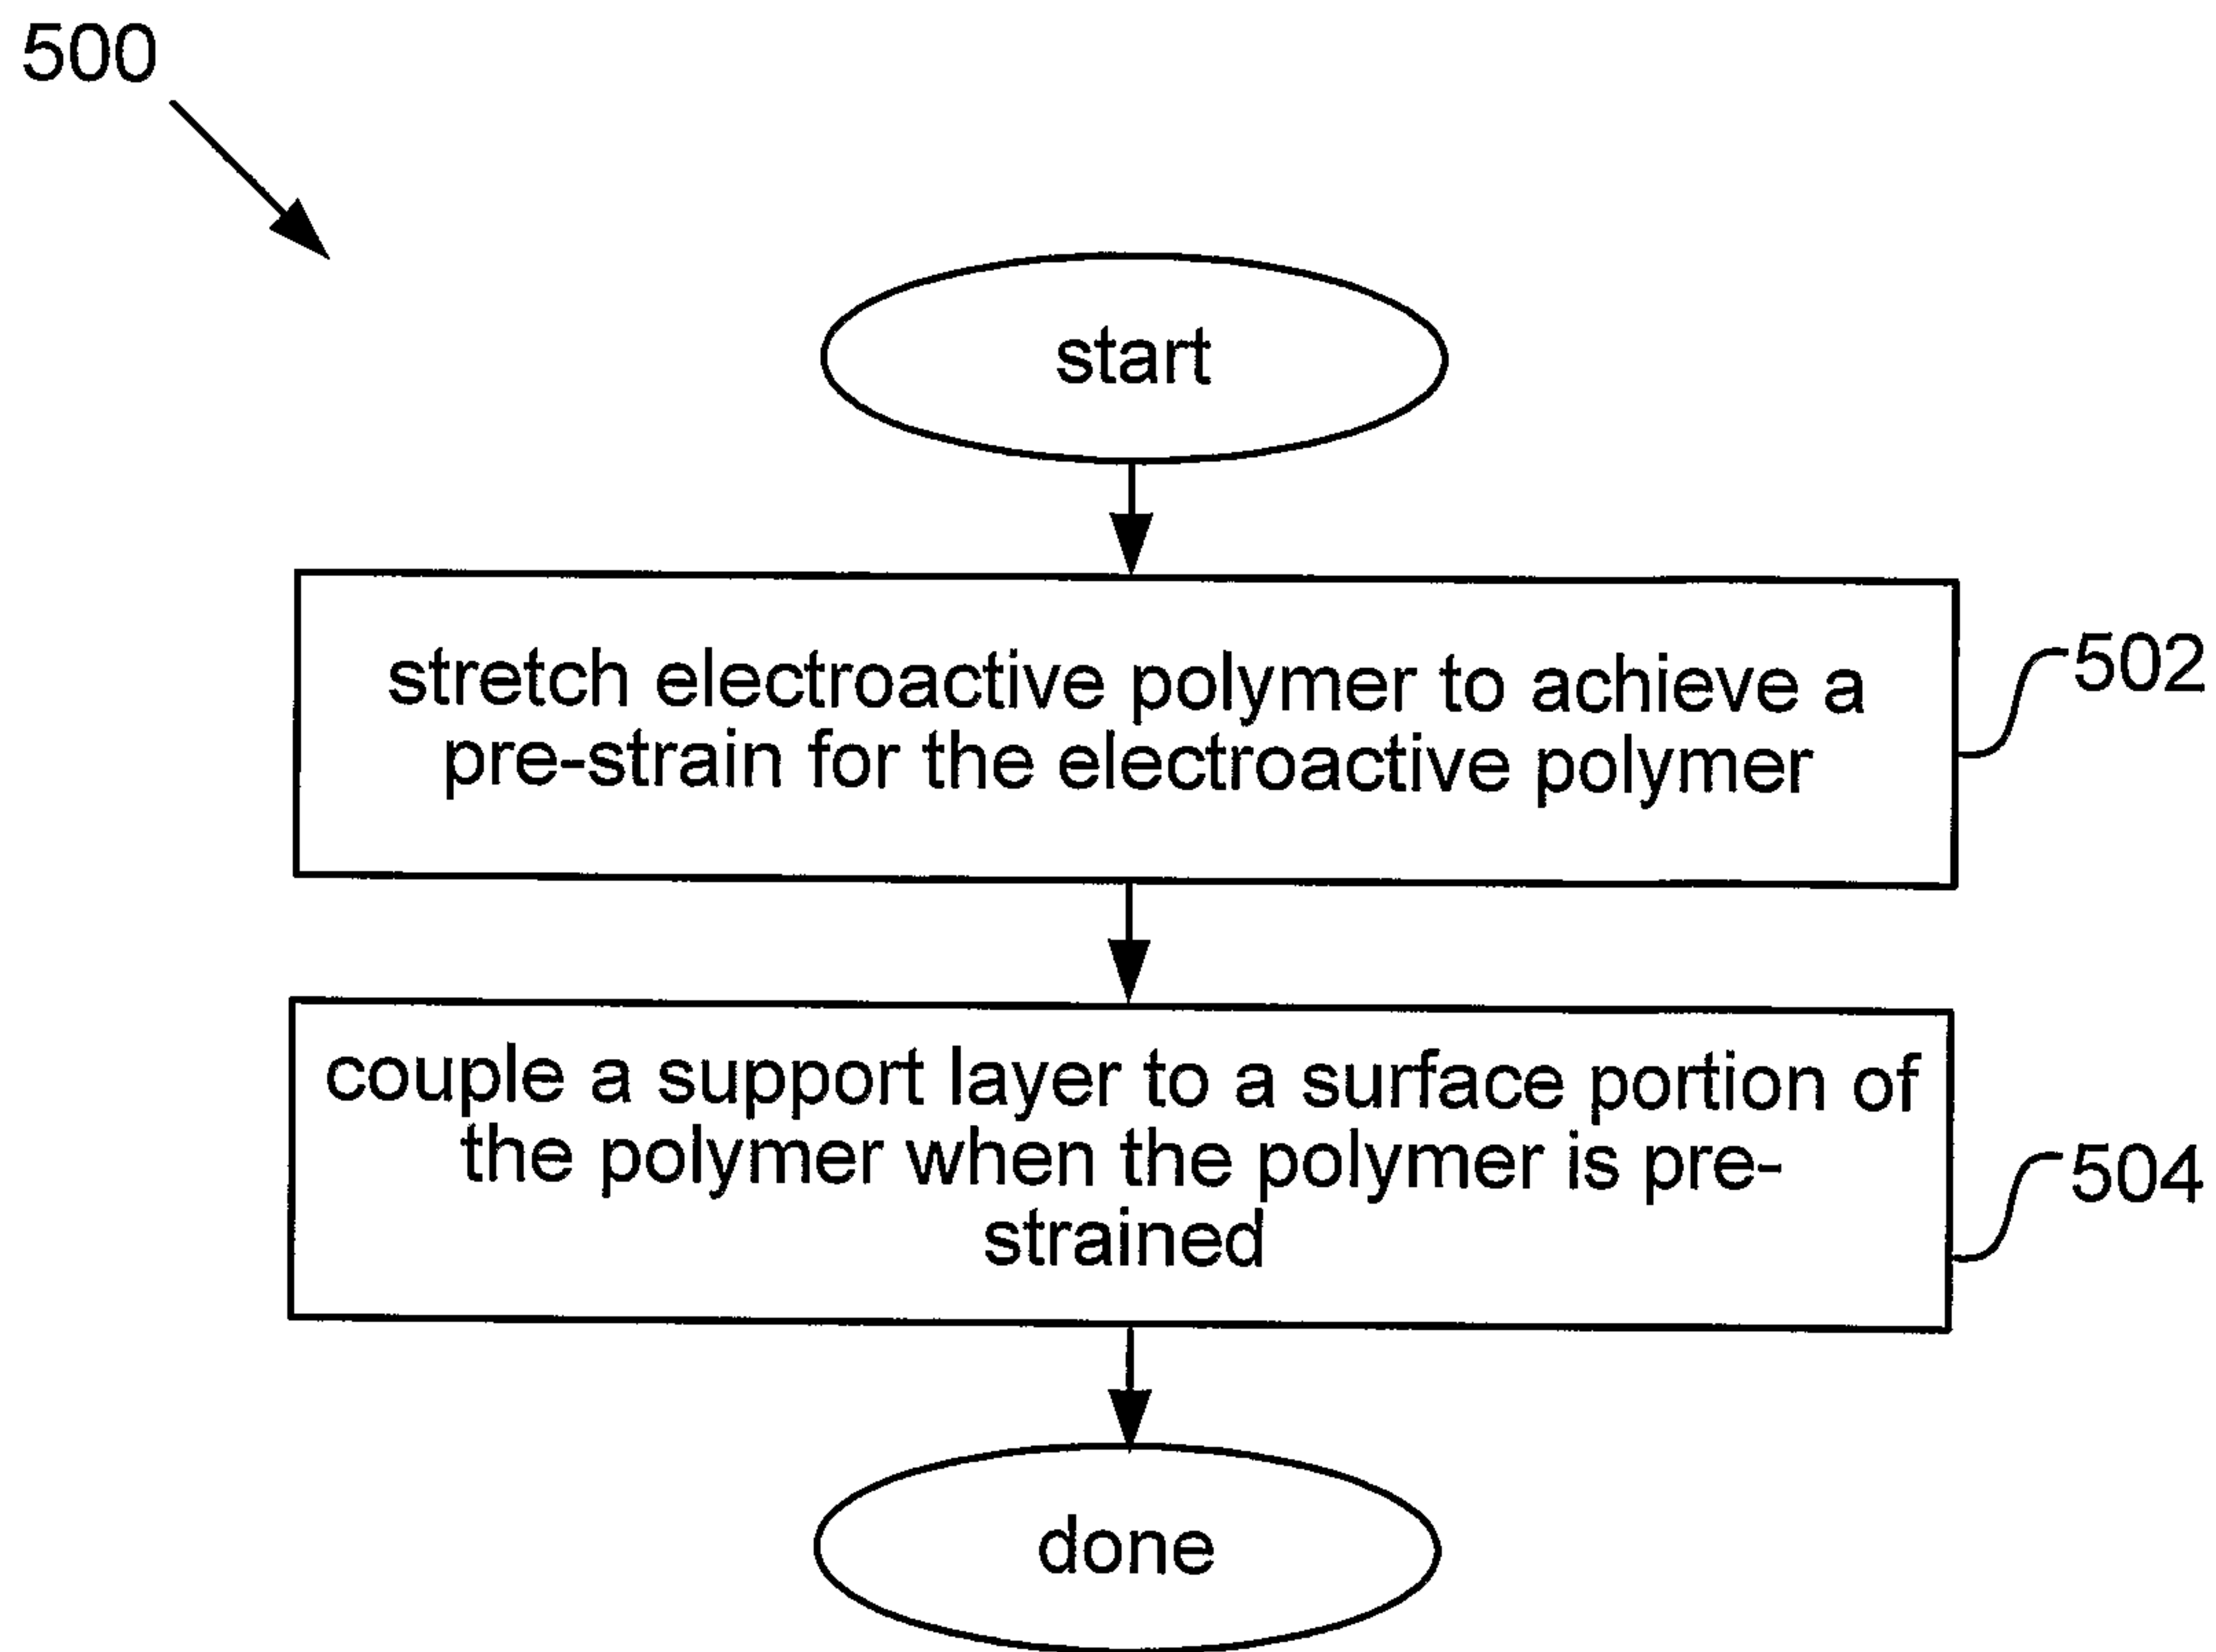 500
start
stretch electroactive polymer to achieve a
pre-strain for the electroactive polymer
502
couple a support layer to a surface portion of
the polymer when the polymer is pre-
strained
504
done